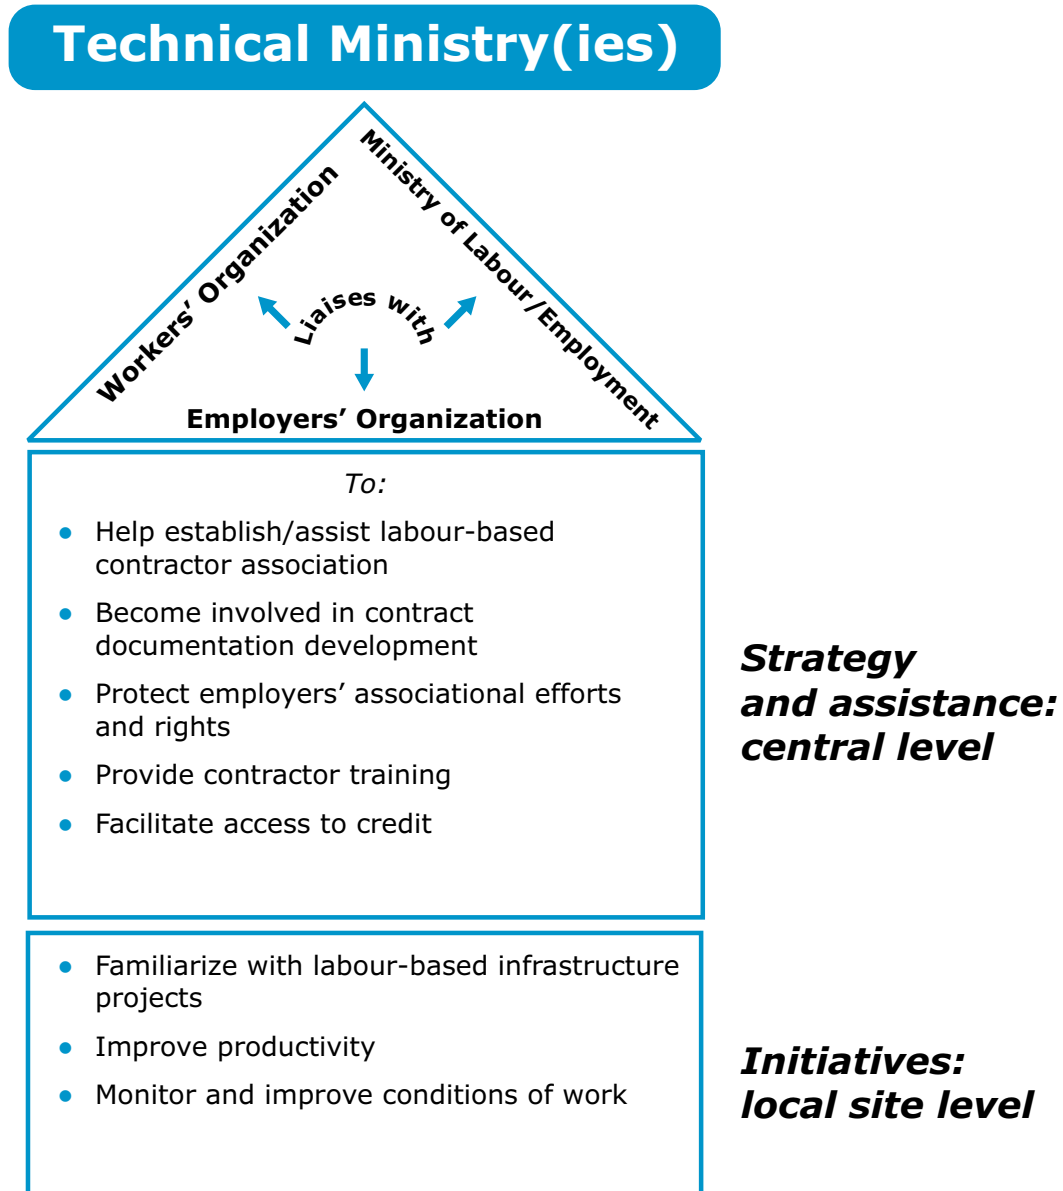 Technical Ministry(ies)
Workers’ Organization
Ministry of Labour/Employment
Liaises with
Employers’ Organization
To:
● Help establish/assist labour-based
contractor association
● Become involved in contract
documentation development
● Protect employers’ associational efforts
and rights
● Provide contractor training
● Facilitate access to credit
Strategy
and assistance:
central level
● Familiarize with labour-based infrastructure
projects
● Improve productivity
● Monitor and improve conditions of work
Initiatives:
local site level